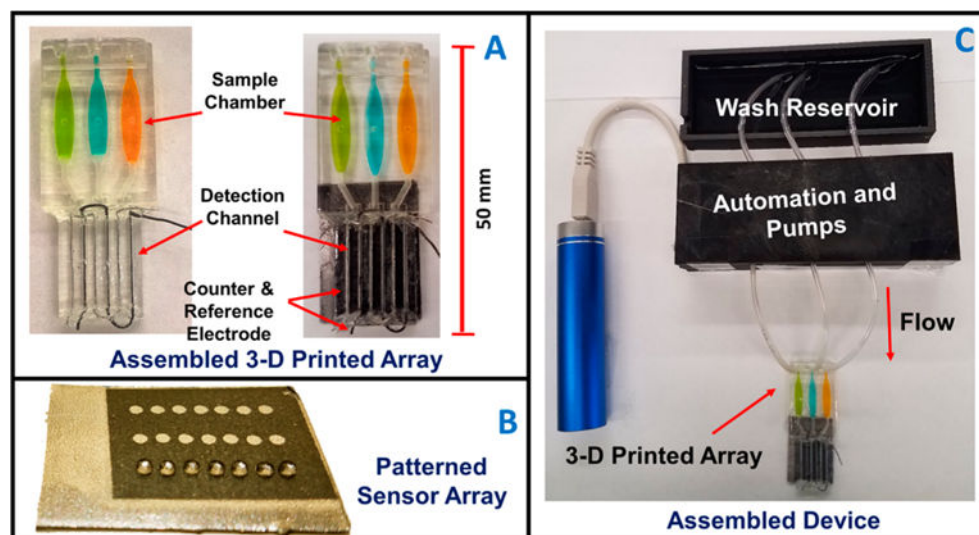 A
Sample
Chamber
Detection
Channel
Counter &
Reference
Electrode
50 mm
Assembled 3-D Printed Array
B
Patterned
Sensor Array
C
Wash Reservoir
Automation and
Pumps
Flow
3-D Printed Array
Assembled Device